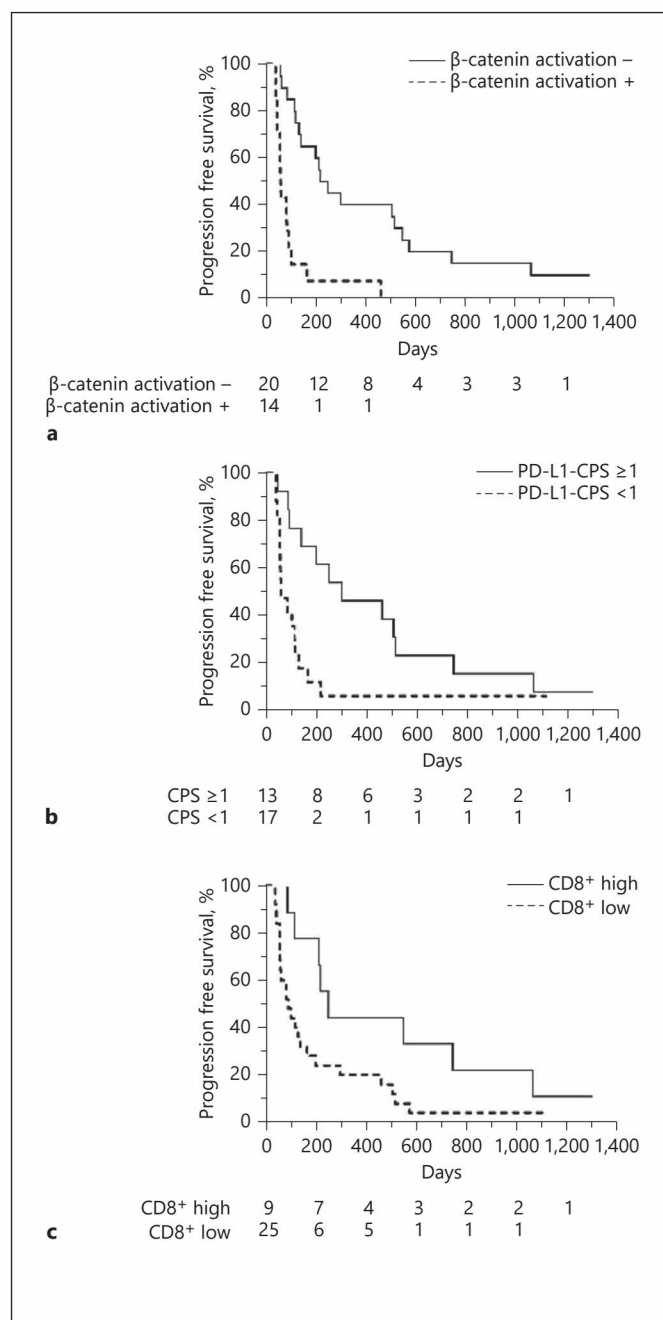 β-catenin activation –
β-catenin activation +
Progression free survival, %
100
80
60
40
20
0
0 200 400 600 800 1,000 1,200 1,400
Days
β-catenin activation – 20 12 8 4 3 3 1
β-catenin activation + 14 1 1
a
PD-L1-CPS ≥1
PD-L1-CPS <1
Progression free survival, %
100
80
60
40
20
0
0 200 400 600 800 1,000 1,200 1,400
Days
CPS ≥1 13 8 6 3 2 2 1
b
CPS <1 17 2 1 1 1 1
CD8⁺ high
CD8⁺ low
Progression free survival, %
100
80
60
40
20
0
0 200 400 600 800 1,000 1,200 1,400
Days
CD8⁺ high 9 7 4 3 2 2 1
c
CD8⁺ low 25 6 5 1 1 1